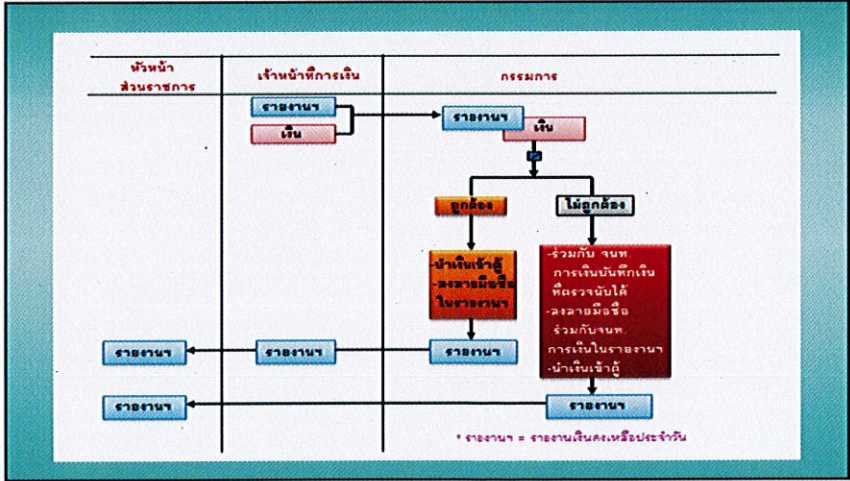 หัวหน้า
ส่วนราชการ
เจ้าหน้าที่การเงิน
กรรมการ
รายงานฯ
เงิน
รายงานฯ
เงิน
ถูกต้อง
ไม่ถูกต้อง
-นำเงินเข้าตู้
-ลงลายมือชื่อ
ในรายงานฯ
-ร่วมกับ จนท.
การเงินบันทึกเงิน
ที่ตรวจนับได้
-ลงลายมือชื่อ
ร่วมกับจนท.
การเงินในรายงานฯ
-นำเงินเข้าตู้
รายงานฯ
รายงานฯ
รายงานฯ
รายงานฯ
รายงานฯ
* รายงานฯ = รายงานเงินคงเหลือประจำวัน